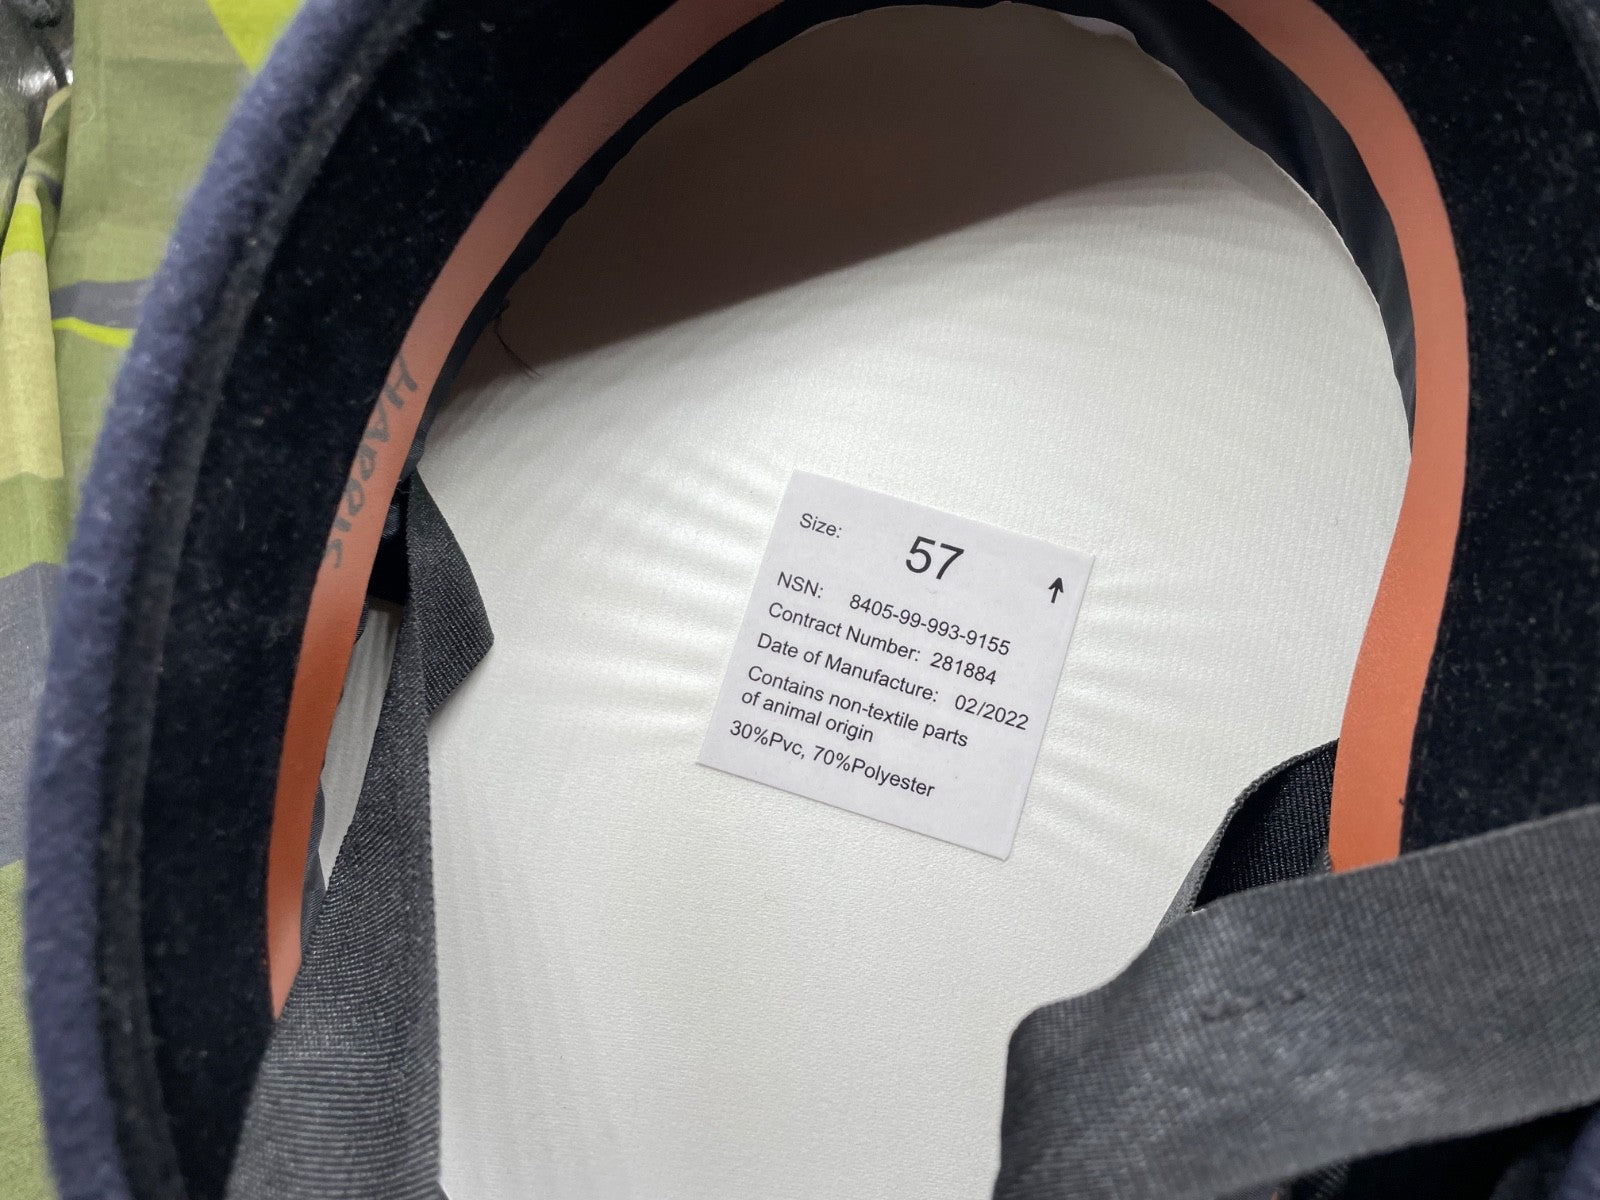 HARRIS
Size: 57
↑
NSN: 8405-99-993-9155
Contract Number: 281884
Date of Manufacture: 02/2022
Contains non-textile parts
of animal origin
30%Pvc, 70%Polyester